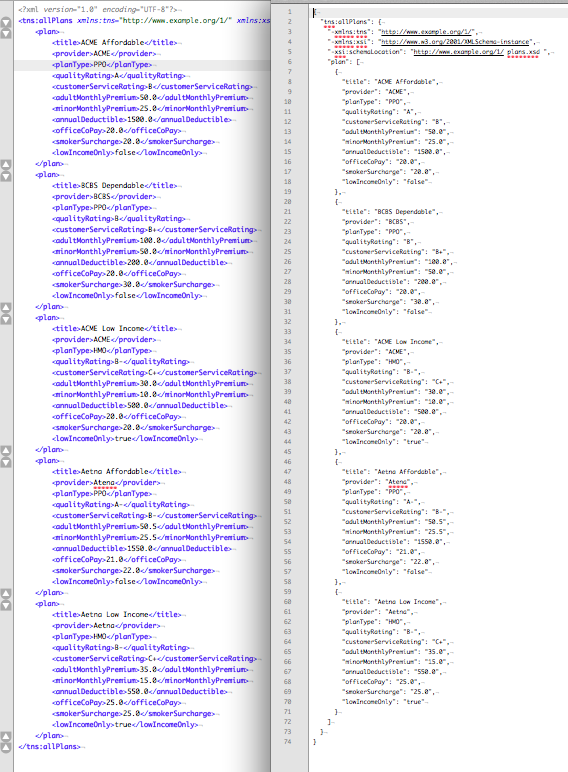 <?xml version="1.0" encoding="UTF-8"?>
<tns:allPlans xmlns:tns="http://www.example.org/1/" xmlns:xs
<plan>
<title>ACME Affordable</title>
<provider>ACME</provider>
<planType>PPO</planType>
<qualityRating>A</qualityRating>
<customerServiceRating>B</customerServiceRating>
<adultMonthlyPremium>50.0</adultMonthlyPremium>
<minorMonthlyPremium>25.0</minorMonthlyPremium>
<annualDeductible>1500.0</annualDeductible>
<officeCoPay>20.0</officeCoPay>
<smokerSurcharge>20.0</smokerSurcharge>
<lowIncomeOnly>false</lowIncomeOnly>
</plan>
<plan>
<title>BCBS Dependable</title>
<provider>BCBS</provider>
<planType>PPO</planType>
<qualityRating>B</qualityRating>
<customerServiceRating>B+</customerServiceRating>
<adultMonthlyPremium>100.0</adultMonthlyPremium>
<minorMonthlyPremium>50.0</minorMonthlyPremium>
<annualDeductible>200.0</annualDeductible>
<officeCoPay>20.0</officeCoPay>
<smokerSurcharge>30.0</smokerSurcharge>
<lowIncomeOnly>false</lowIncomeOnly>
</plan>
<plan>
<title>ACME Low Income</title>
<provider>ACME</provider>
<planType>HMO</planType>
<qualityRating>B-</qualityRating>
<customerServiceRating>C+</customerServiceRating>
<adultMonthlyPremium>30.0</adultMonthlyPremium>
<minorMonthlyPremium>10.0</minorMonthlyPremium>
<annualDeductible>500.0</annualDeductible>
<officeCoPay>20.0</officeCoPay>
<smokerSurcharge>20.0</smokerSurcharge>
<lowIncomeOnly>true</lowIncomeOnly>
</plan>
<plan>
<title>Aetna Affordable</title>
<provider>Atena</provider>
<planType>PPO</planType>
<qualityRating>A-</qualityRating>
<customerServiceRating>B-</customerServiceRating>
<adultMonthlyPremium>50.5</adultMonthlyPremium>
<minorMonthlyPremium>25.5</minorMonthlyPremium>
<annualDeductible>1550.0</annualDeductible>
<officeCoPay>21.0</officeCoPay>
<smokerSurcharge>22.0</smokerSurcharge>
<lowIncomeOnly>false</lowIncomeOnly>
</plan>
<plan>
<title>Aetna Low Income</title>
<provider>Aetna</provider>
<planType>HMO</planType>
<qualityRating>B-</qualityRating>
<customerServiceRating>C+</customerServiceRating>
<adultMonthlyPremium>35.0</adultMonthlyPremium>
<minorMonthlyPremium>15.0</minorMonthlyPremium>
<annualDeductible>550.0</annualDeductible>
<officeCoPay>25.0</officeCoPay>
<smokerSurcharge>25.0</smokerSurcharge>
<lowIncomeOnly>true</lowIncomeOnly>
</plan>
</tns:allPlans>
1 {
2 "tns:allPlans": {
3 "-xmlns:tns": "http://www.example.org/1/",
4 "-xmlns:xsi": "http://www.w3.org/2001/XMLSchema-instance",
5 "-xsi:schemaLocation": "http://www.example.org/1/ plans.xsd ",
6 "plan": [
7 {
8 "title": "ACME Affordable",
9 "provider": "ACME",
10 "planType": "PPO",
11 "qualityRating": "A",
12 "customerServiceRating": "B",
13 "adultMonthlyPremium": "50.0",
14 "minorMonthlyPremium": "25.0",
15 "annualDeductible": "1500.0",
16 "officeCoPay": "20.0",
17 "smokerSurcharge": "20.0",
18 "lowIncomeOnly": "false"
19 },
20 {
21 "title": "BCBS Dependable",
22 "provider": "BCBS",
23 "planType": "PPO",
24 "qualityRating": "B",
25 "customerServiceRating": "B+",
26 "adultMonthlyPremium": "100.0",
27 "minorMonthlyPremium": "50.0",
28 "annualDeductible": "200.0",
29 "officeCoPay": "20.0",
30 "smokerSurcharge": "30.0",
31 "lowIncomeOnly": "false"
32 },
33 {
34 "title": "ACME Low Income",
35 "provider": "ACME",
36 "planType": "HMO",
37 "qualityRating": "B-",
38 "customerServiceRating": "C+",
39 "adultMonthlyPremium": "30.0",
40 "minorMonthlyPremium": "10.0",
41 "annualDeductible": "500.0",
42 "officeCoPay": "20.0",
43 "smokerSurcharge": "20.0",
44 "lowIncomeOnly": "true"
45 },
46 {
47 "title": "Aetna Affordable",
48 "provider": "Atena",
49 "planType": "PPO",
50 "qualityRating": "A-",
51 "customerServiceRating": "B-",
52 "adultMonthlyPremium": "50.5",
53 "minorMonthlyPremium": "25.5",
54 "annualDeductible": "1550.0",
55 "officeCoPay": "21.0",
56 "smokerSurcharge": "22.0",
57 "lowIncomeOnly": "false"
58 },
59 {
60 "title": "Aetna Low Income",
61 "provider": "Aetna",
62 "planType": "HMO",
63 "qualityRating": "B-",
64 "customerServiceRating": "C+",
65 "adultMonthlyPremium": "35.0",
66 "minorMonthlyPremium": "15.0",
67 "annualDeductible": "550.0",
68 "officeCoPay": "25.0",
69 "smokerSurcharge": "25.0",
70 "lowIncomeOnly": "true"
71 }
72 ]
73 }
74 }